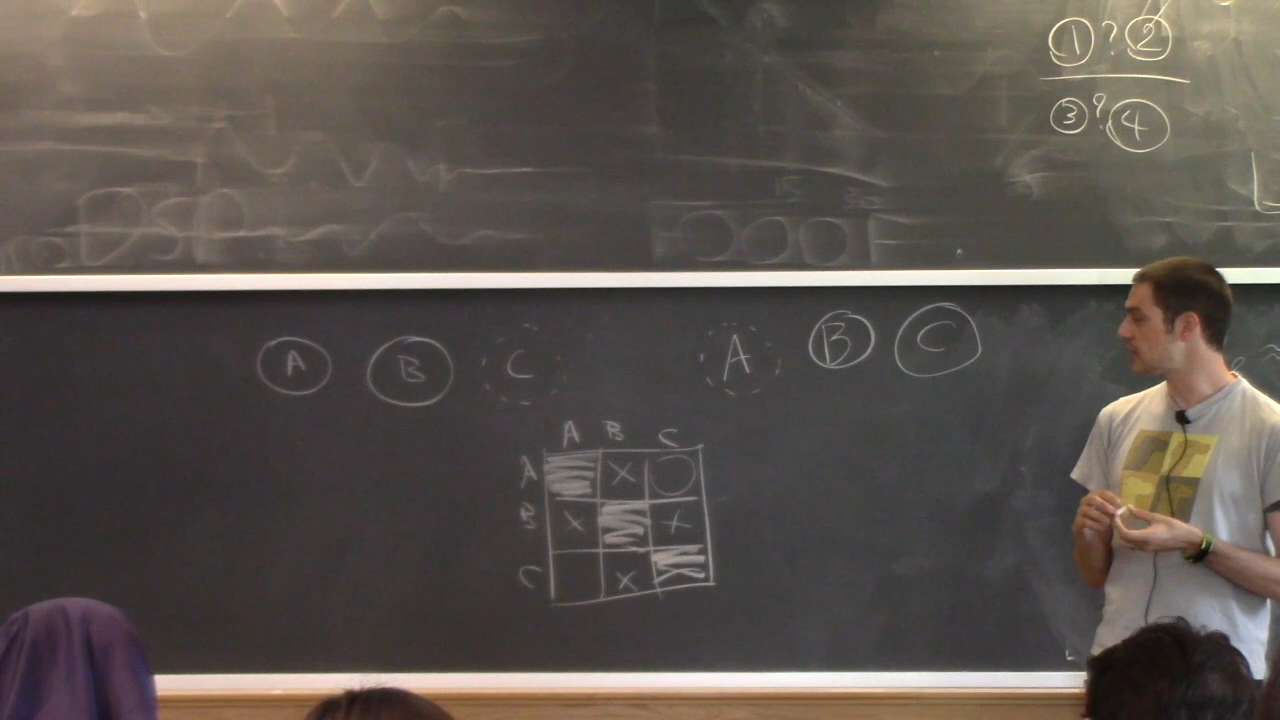 1 ? 2
3 ? 4
A B C A B C
A B C
A X O
B X X
C X